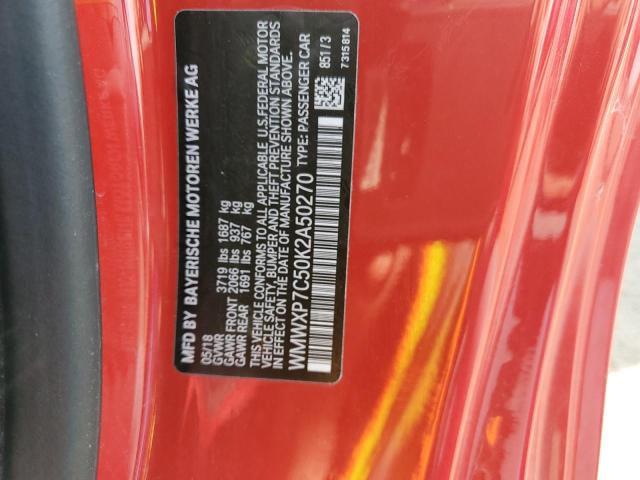 MFD BY BAYERISCHE MOTOREN WERKE AG
05/18
GVWR 3719 lbs 1687 kg
GAWR FRONT 2066 lbs 937 kg
GAWR REAR 1691 lbs 767 kg
THIS VEHICLE CONFORMS TO ALL APPLICABLE U.S.FEDERAL MOTOR
VEHICLE SAFETY, BUMPER AND THEFT PREVENTION STANDARDS
IN EFFECT ON THE DATE OF MANUFACTURE SHOWN ABOVE.
WMWXP7C50K2A50270 TYPE: PASSENGER CAR
851/3
7315814